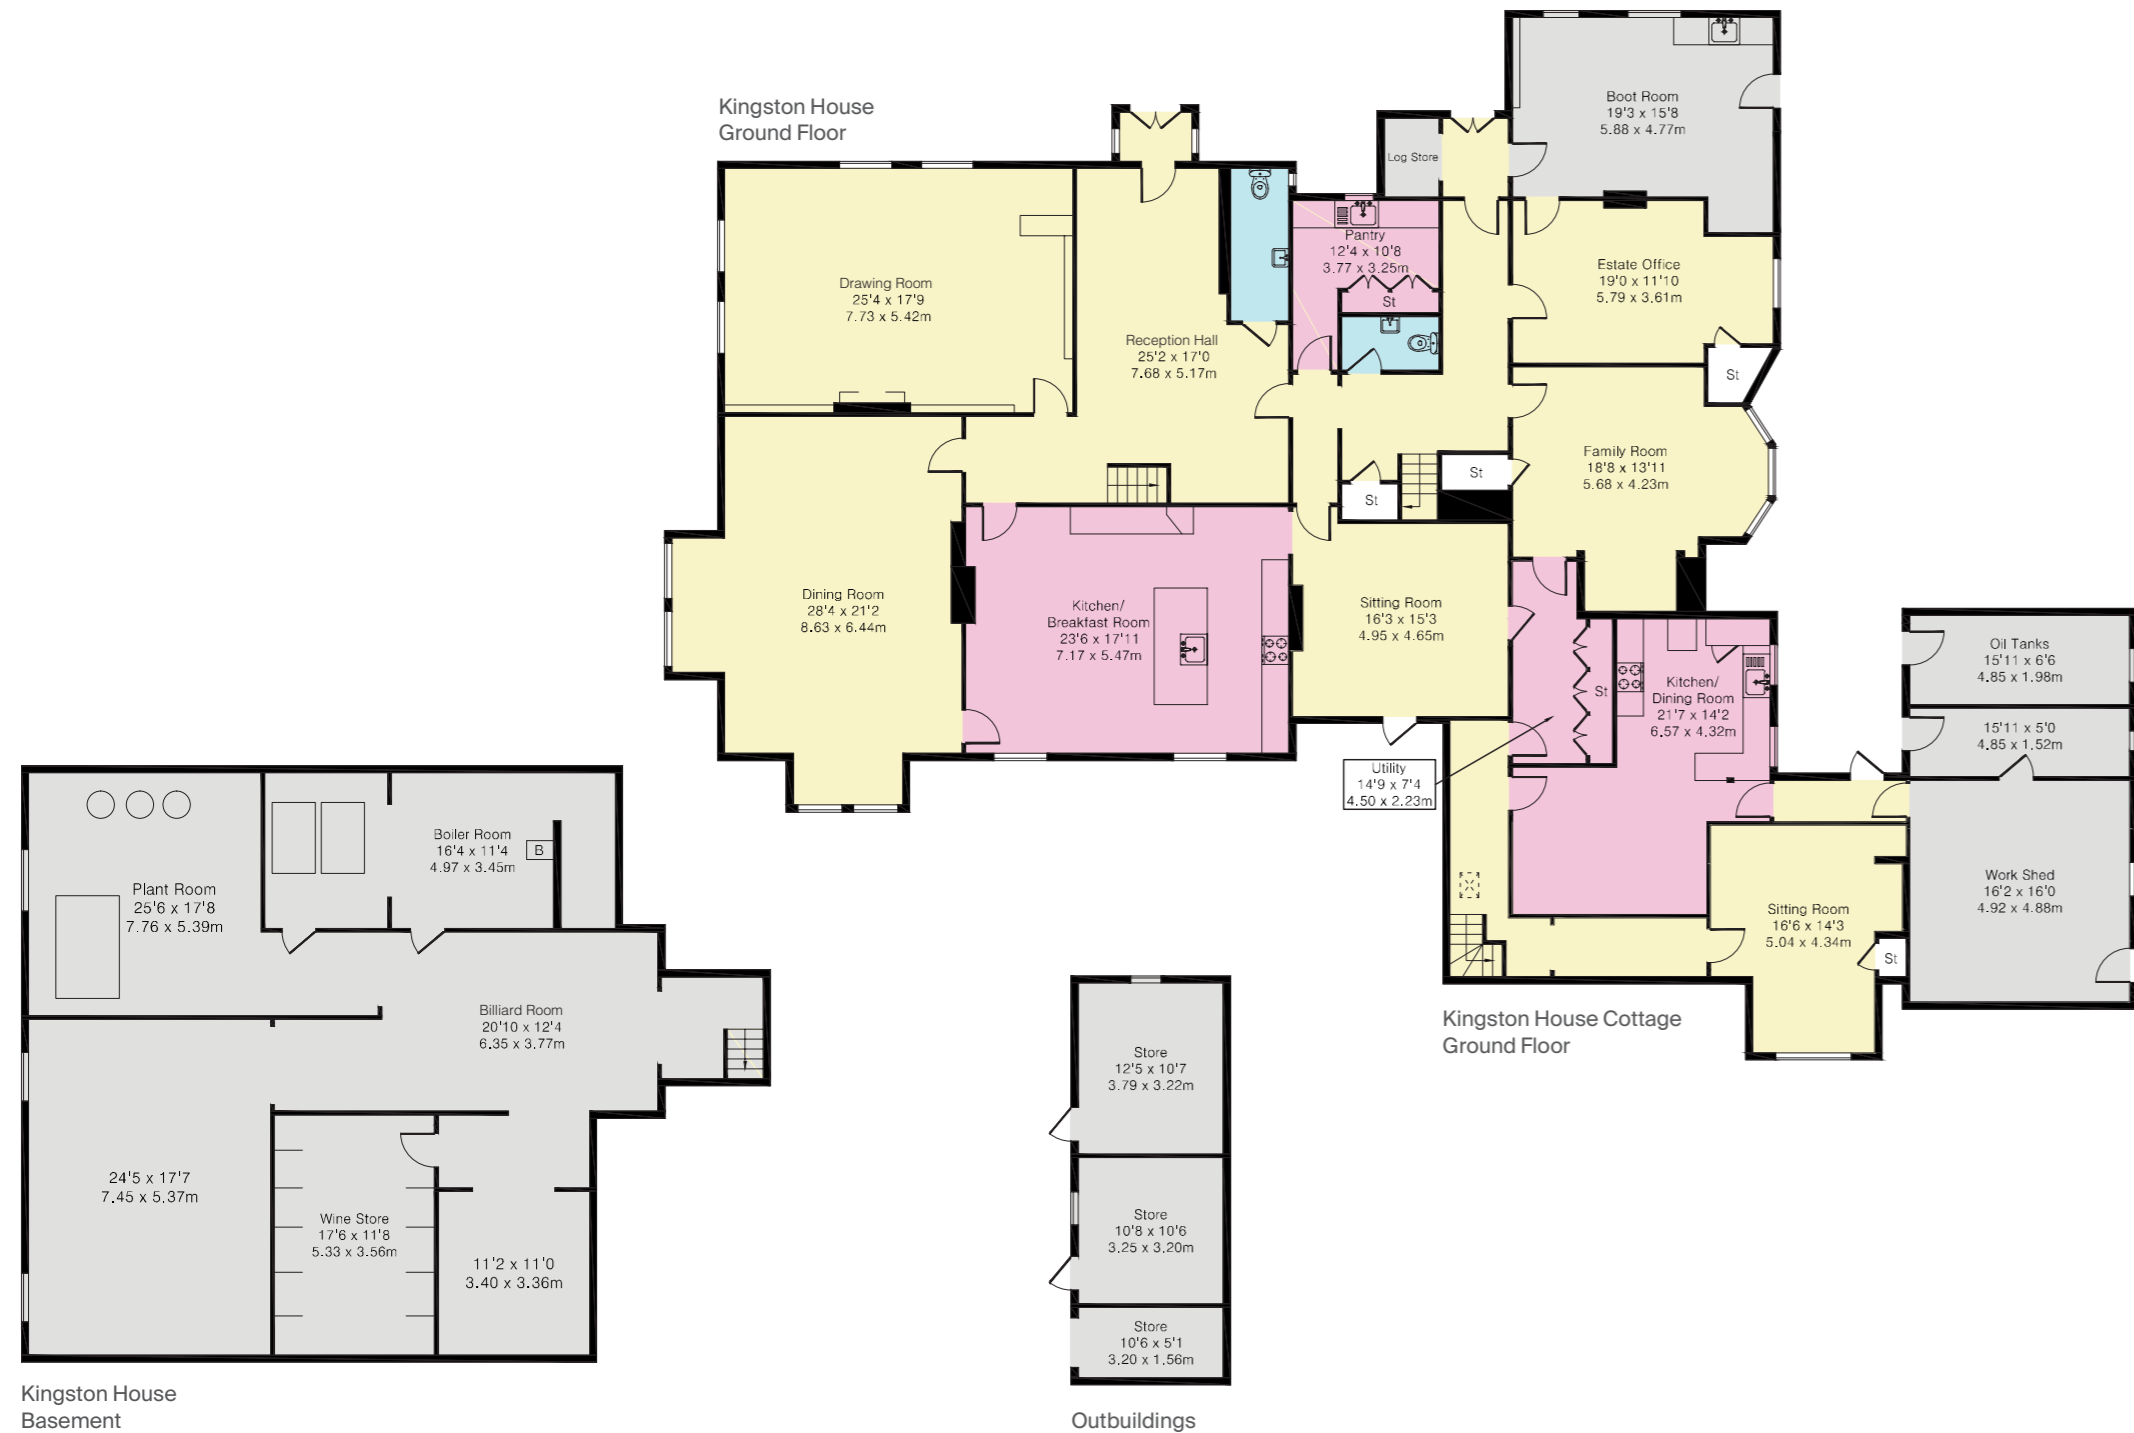 Kingston House
Ground Floor
Boot Room
19'3 x 15'8
5.88 x 4.77m
Log Store
Pantry
12'4 x 10'8
3.77 x 3.25m
St
Drawing Room
25'4 x 17'9
7.73 x 5.42m
Reception Hall
25'2 x 17'0
7.68 x 5.17m
Estate Office
19'0 x 11'10
5.79 x 3.61m
St
Family Room
18'8 x 13'11
5.68 x 4.23m
St
St
Dining Room
28'4 x 21'2
8.63 x 6.44m
Kitchen/
Breakfast Room
23'6 x 17'11
7.17 x 5.47m
Sitting Room
16'3 x 15'3
4.95 x 4.65m
St
Kitchen/
Dining Room
21'7 x 14'2
6.57 x 4.32m
Oil Tanks
15'11 x 6'6
4.85 x 1.98m
15'11 x 5'0
4.85 x 1.52m
Utility
14'9 x 7'4
4.50 x 2.23m
Work Shed
16'2 x 16'0
4.92 x 4.88m
Sitting Room
16'6 x 14'3
5.04 x 4.34m
St
Kingston House Cottage
Ground Floor
Boiler Room
16'4 x 11'4
4.97 x 3.45m
B
Plant Room
25'6 x 17'8
7.76 x 5.39m
Billiard Room
20'10 x 12'4
6.35 x 3.77m
24'5 x 17'7
7.45 x 5.37m
Wine Store
17'6 x 11'8
5.33 x 3.56m
11'2 x 11'0
3.40 x 3.36m
Kingston House
Basement
Store
12'5 x 10'7
3.79 x 3.22m
Store
10'8 x 10'6
3.25 x 3.20m
Store
10'6 x 5'1
3.20 x 1.56m
Outbuildings